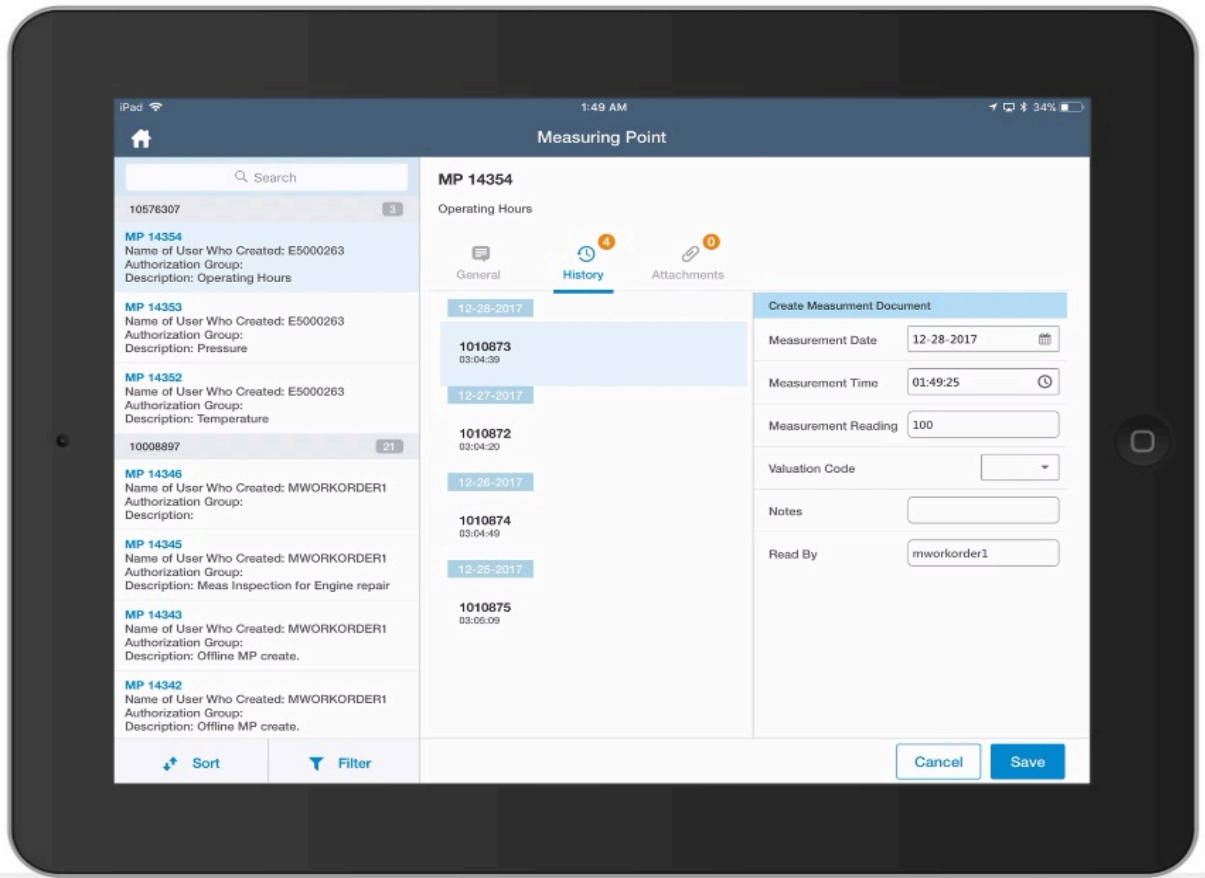 iPad 1:49 AM 34%
Measuring Point
Search
10576307 3
MP 14354
Name of User Who Created: E5000263
Authorization Group:
Description: Operating Hours
MP 14353
Name of User Who Created: E5000263
Authorization Group:
Description: Pressure
MP 14352
Name of User Who Created: E5000263
Authorization Group:
Description: Temperature
10008897 21
MP 14346
Name of User Who Created: MWORKORDER1
Authorization Group:
Description:
MP 14345
Name of User Who Created: MWORKORDER1
Authorization Group:
Description: Meas Inspection for Engine repair
MP 14343
Name of User Who Created: MWORKORDER1
Authorization Group:
Description: Offline MP create.
MP 14342
Name of User Who Created: MWORKORDER1
Authorization Group:
Description: Offline MP create.
Sort Filter
MP 14354
Operating Hours
General
4
History
0
Attachments
12-28-2017
1010873
03:04:39
12-27-2017
1010872
03:04:20
12-26-2017
1010874
03:04:49
12-25-2017
1010875
03:05:09
Create Measurment Document
Measurement Date 12-28-2017
Measurement Time 01:49:25
Measurement Reading 100
Valuation Code
Notes
Read By mworkorder1
Cancel Save